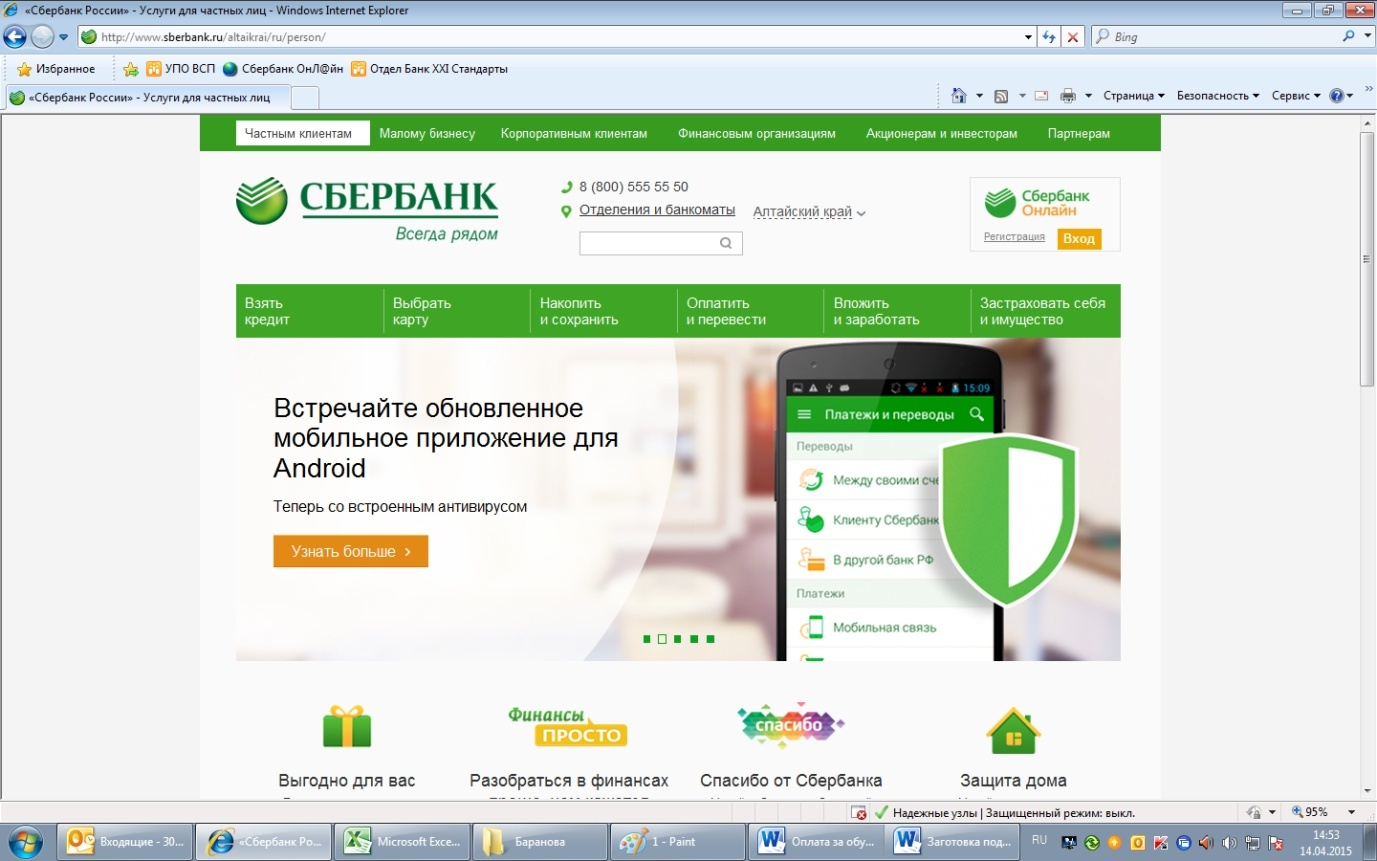 «Сбербанк России» - Услуги для частных лиц - Windows Internet Explorer
http://www.sberbank.ru/altaikrai/ru/person/
Bing
Избранное
УПО ВСП
Сбербанк ОнЛ@йн
Отдел Банк XXI Стандарты
«Сбербанк России» - Услуги для частных лиц
Страница
Безопасность
Сервис
Частным клиентам
Малому бизнесу
Корпоративным клиентам
Финансовым организациям
Акционерам и инвесторам
Партнерам
СБЕРБАНК
Всегда рядом
8 (800) 555 55 50
Отделения и банкоматы
Алтайский край
Сбербанк
Онлайн
Регистрация
Вход
Взять
кредит
Выбрать
карту
Накопить
и сохранить
Оплатить
и перевести
Вложить
и заработать
Застраховать себя
и имущество
Встречайте обновленное
мобильное приложение для
Android
Теперь со встроенным антивирусом
Узнать больше
15:09
Платежи и переводы
Переводы
Между своими сче
Клиенту Сбербанк
В другой банк РФ
Платежи
Мобильная связь
Финансы
ПРОСТО
спасибо
Выгодно для вас
Разобраться в финансах
Спасибо от Сбербанка
Защита дома
Надежные узлы | Защищенный режим: выкл.
95%
Входящие - 30...
«Сбербанк Ро...
Microsoft Exce...
Баранова
1 - Paint
Оплата за обу...
Заготовка под...
RU
14:53
14.04.2015